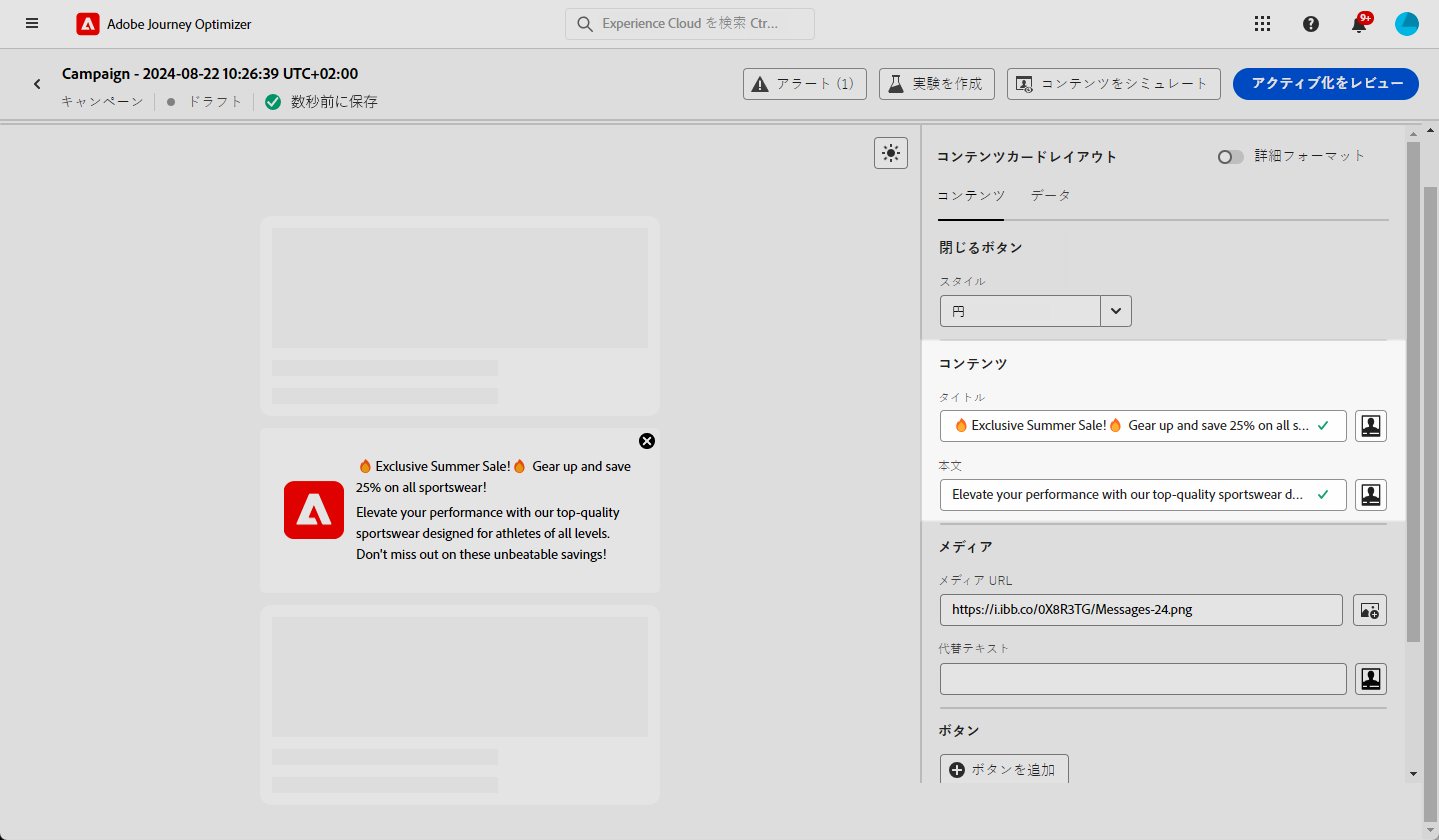 Adobe Journey Optimizer
Experience Cloud を検索 Ctr...
9+
Campaign - 2024-08-22 10:26:39 UTC+02:00
キャンペーン ドラフト 数秒前に保存
アラート (1)
実験を作成
コンテンツをシミュレート
アクティブ化をレビュー
コンテンツカードレイアウト
詳細フォーマット
コンテンツ データ
閉じるボタン
スタイル
円
コンテンツ
タイトル
🔥 Exclusive Summer Sale! 🔥 Gear up and save 25% on all s...
本文
Elevate your performance with our top-quality sportswear d...
メディア
メディア URL
https://i.ibb.co/0X8R3TG/Messages-24.png
代替テキスト
ボタン
ボタンを追加
🔥 Exclusive Summer Sale! 🔥 Gear up and save
25% on all sportswear!
Elevate your performance with our top-quality
sportswear designed for athletes of all levels.
Don't miss out on these unbeatable savings!